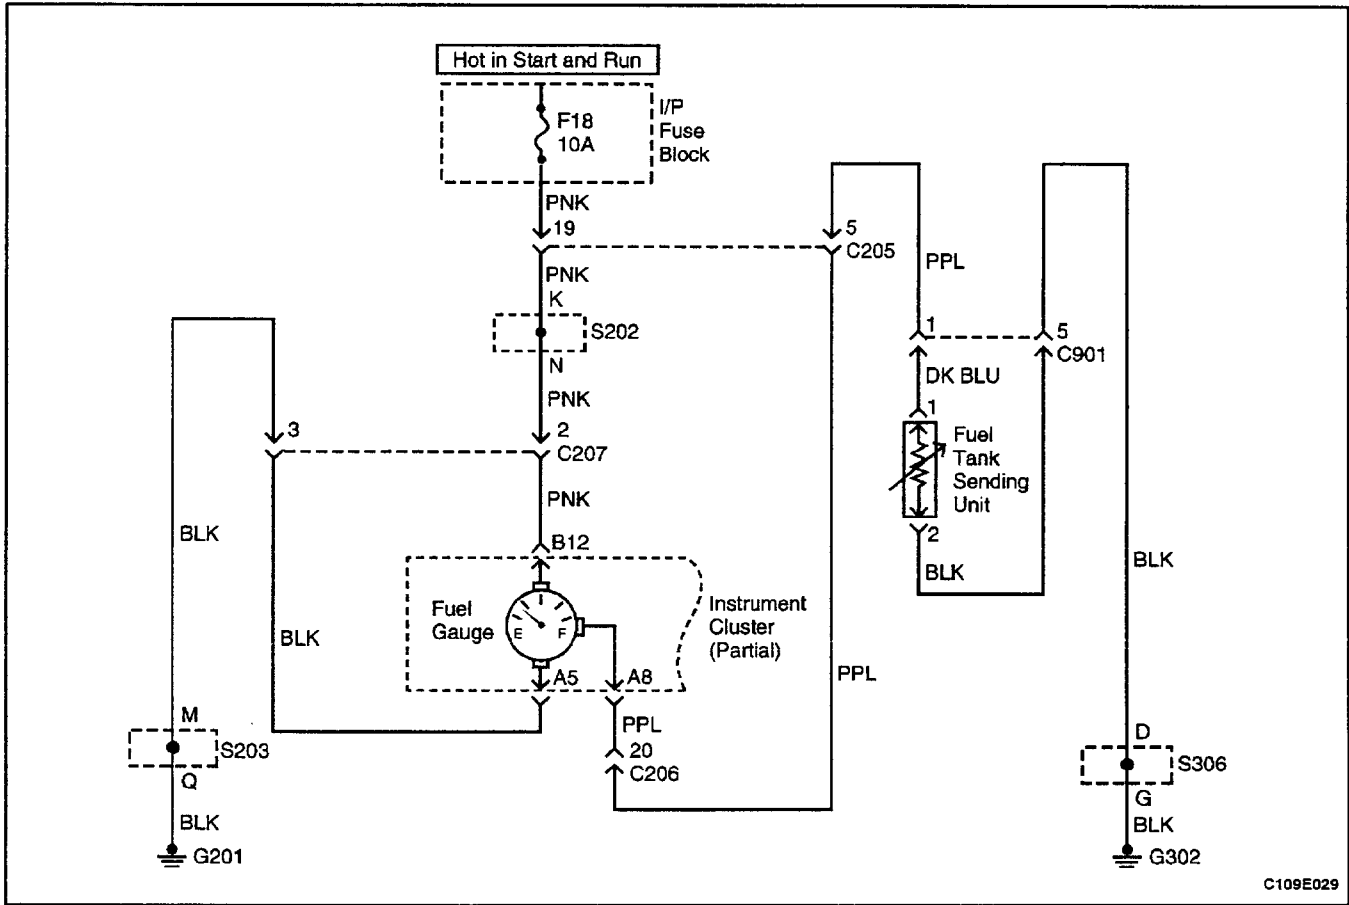 Hot in Start and Run
F18
10A
I/P
Fuse
Block
PNK
19
5
C205
PNK
K
S202
N
PNK
2
C207
3
PNK
B12
PPL
1
5
C901
DK BLU
1
Fuel
Tank
Sending
Unit
2
BLK
BLK
BLK
BLK
Fuel
Gauge
E
F
Instrument
Cluster
(Partial)
A5
A8
PPL
PPL
20
C206
M
S203
Q
BLK
G201
D
S306
G
BLK
G302
C109E029